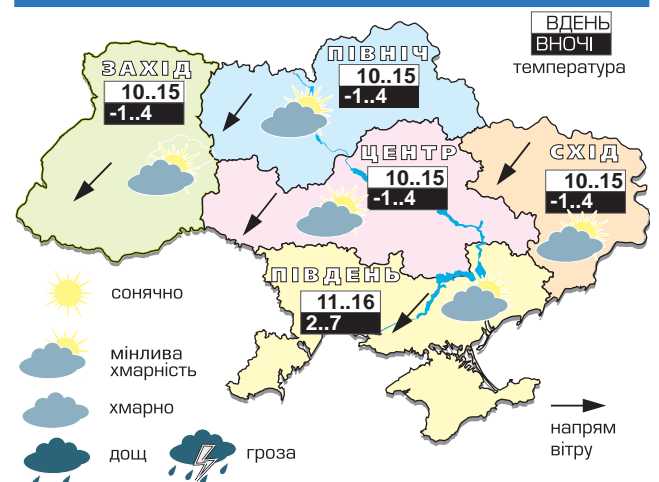 ВДЕНЬ
ВНОЧІ
температура
ЗАХІД
10..15
-1..4
ПІВНІЧ
10..15
-1..4
ЦЕНТР
10..15
-1..4
СХІД
10..15
-1..4
ПІВДЕНЬ
11..16
2..7
сонячно
мінлива
хмарність
хмарно
дощ
гроза
напрям
вітру